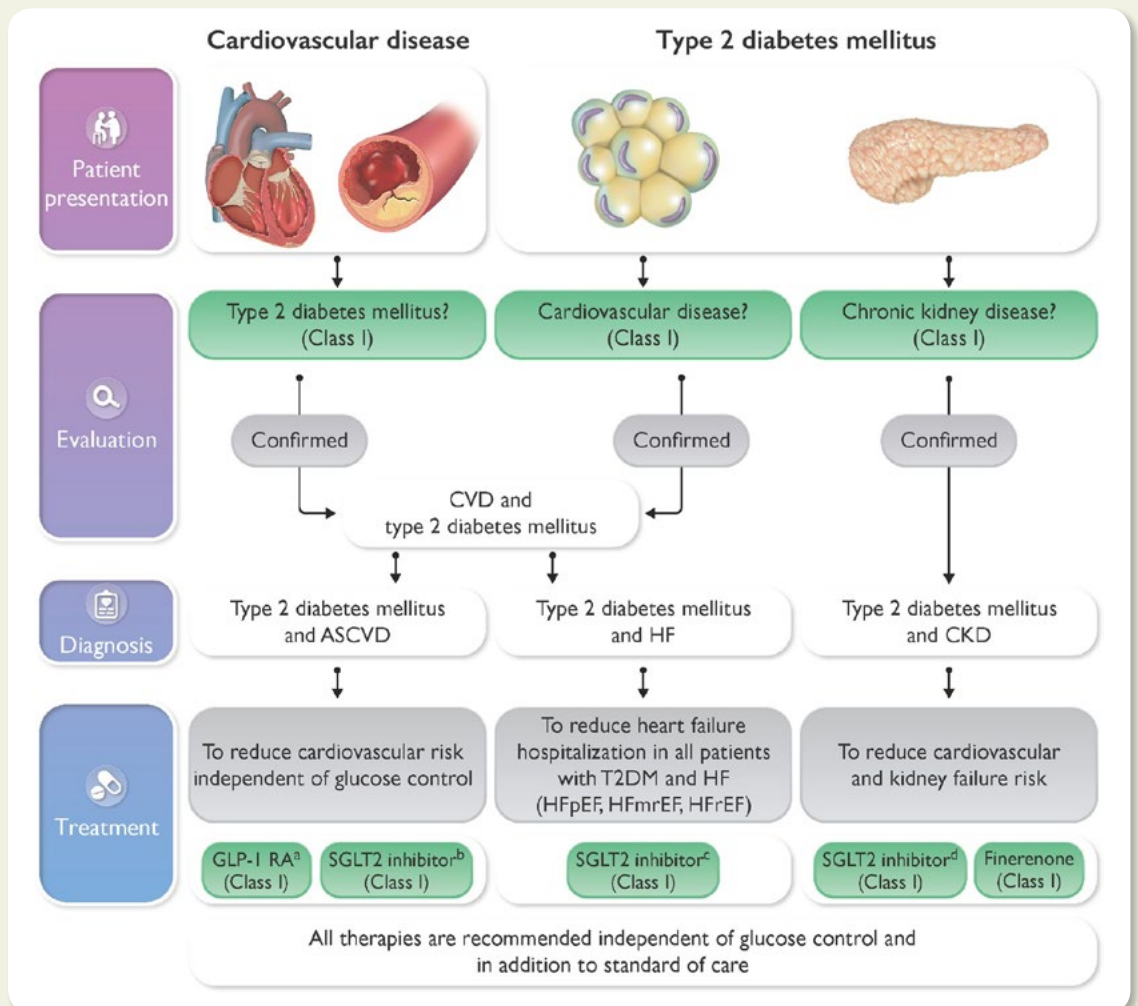 Cardiovascular disease
Type 2 diabetes mellitus
Patient
presentation
Evaluation
Type 2 diabetes mellitus?
(Class I)
Cardiovascular disease?
(Class I)
Chronic kidney disease?
(Class I)
Confirmed
Confirmed
Confirmed
CVD and
type 2 diabetes mellitus
Diagnosis
Type 2 diabetes mellitus
and ASCVD
Type 2 diabetes mellitus
and HF
Type 2 diabetes mellitus
and CKD
Treatment
To reduce cardiovascular risk
independent of glucose control
To reduce heart failure
hospitalization in all patients
with T2DM and HF
(HFpEF, HFmrEF, HFrEF)
To reduce cardiovascular
and kidney failure risk
GLP-1 RAᵃ
(Class I)
SGLT2 inhibitorᵇ
(Class I)
SGLT2 inhibitorᶜ
(Class I)
SGLT2 inhibitorᵈ
(Class I)
Finerenone
(Class I)
All therapies are recommended independent of glucose control and
in addition to standard of care